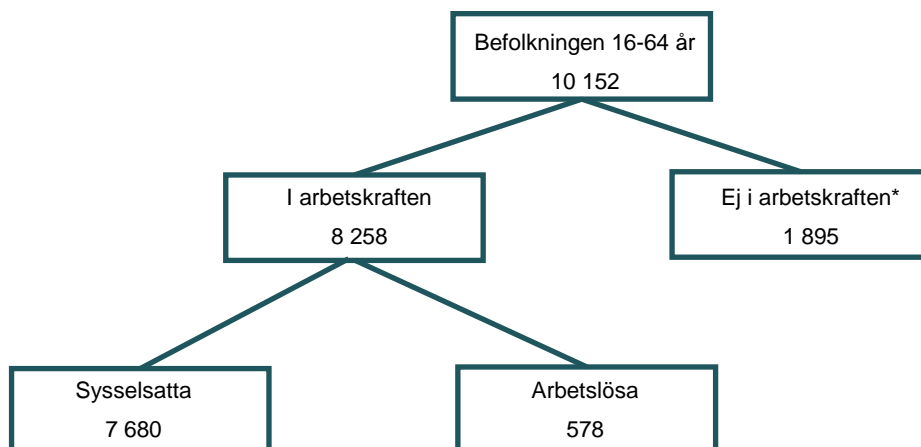 Befolkningen 16-64 år
10 152
I arbetskraften
8 258
Ej i arbetskraften*
1 895
Sysselsatta
7 680
Arbetslösa
578